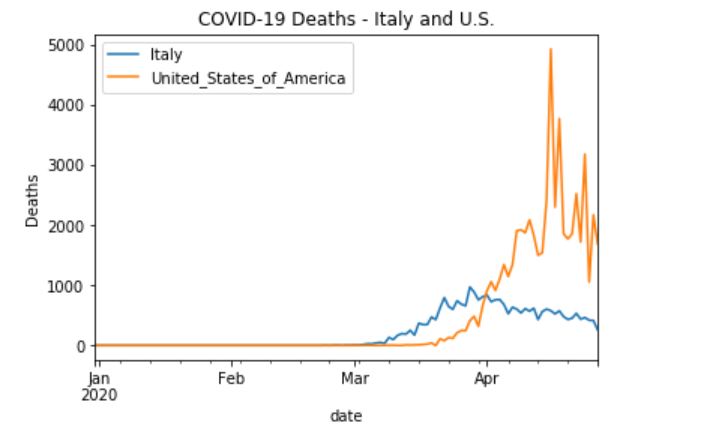 COVID-19 Deaths - Italy and U.S.
Italy
United_States_of_America
Deaths
5000
4000
3000
2000
1000
0
Jan
2020
Feb
Mar
Apr
date